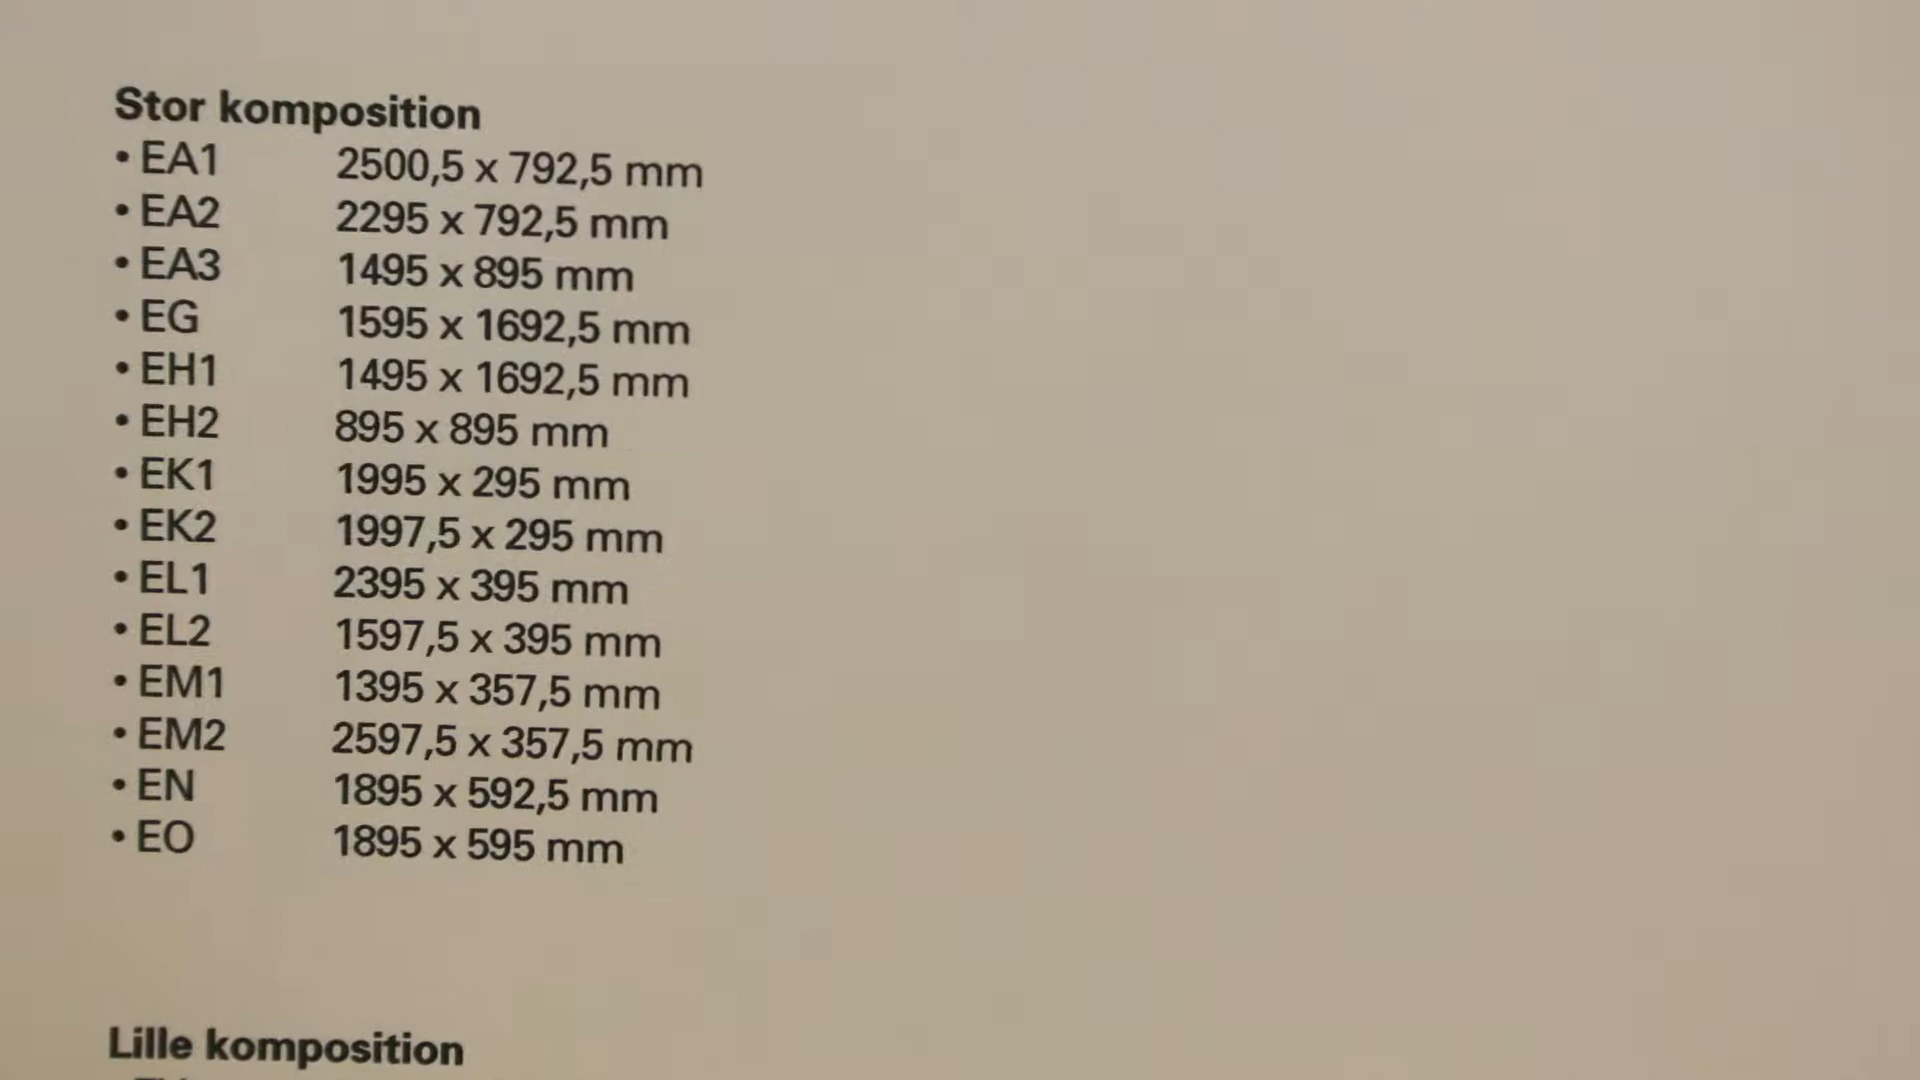 Stor komposition
• EA1 2500,5 x 792,5 mm
• EA2 2295 x 792,5 mm
• EA3 1495 x 895 mm
• EG 1595 x 1692,5 mm
• EH1 1495 x 1692,5 mm
• EH2 895 x 895 mm
• EK1 1995 x 295 mm
• EK2 1997,5 x 295 mm
• EL1 2395 x 395 mm
• EL2 1597,5 x 395 mm
• EM1 1395 x 357,5 mm
• EM2 2597,5 x 357,5 mm
• EN 1895 x 592,5 mm
• EO 1895 x 595 mm
Lille komposition